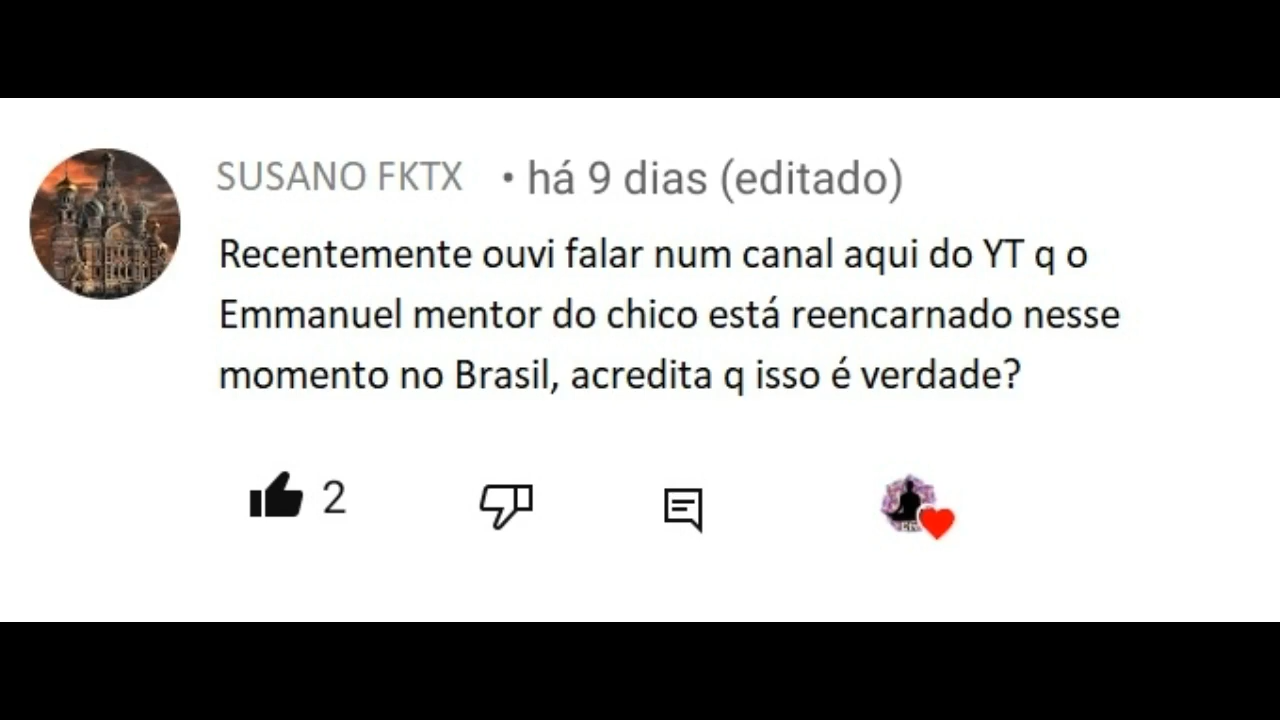 SUSANO FKTX • há 9 dias (editado)
Recentemente ouvi falar num canal aqui do YT q o
Emmanuel mentor do chico está reencarnado nesse
momento no Brasil, acredita q isso é verdade?
2